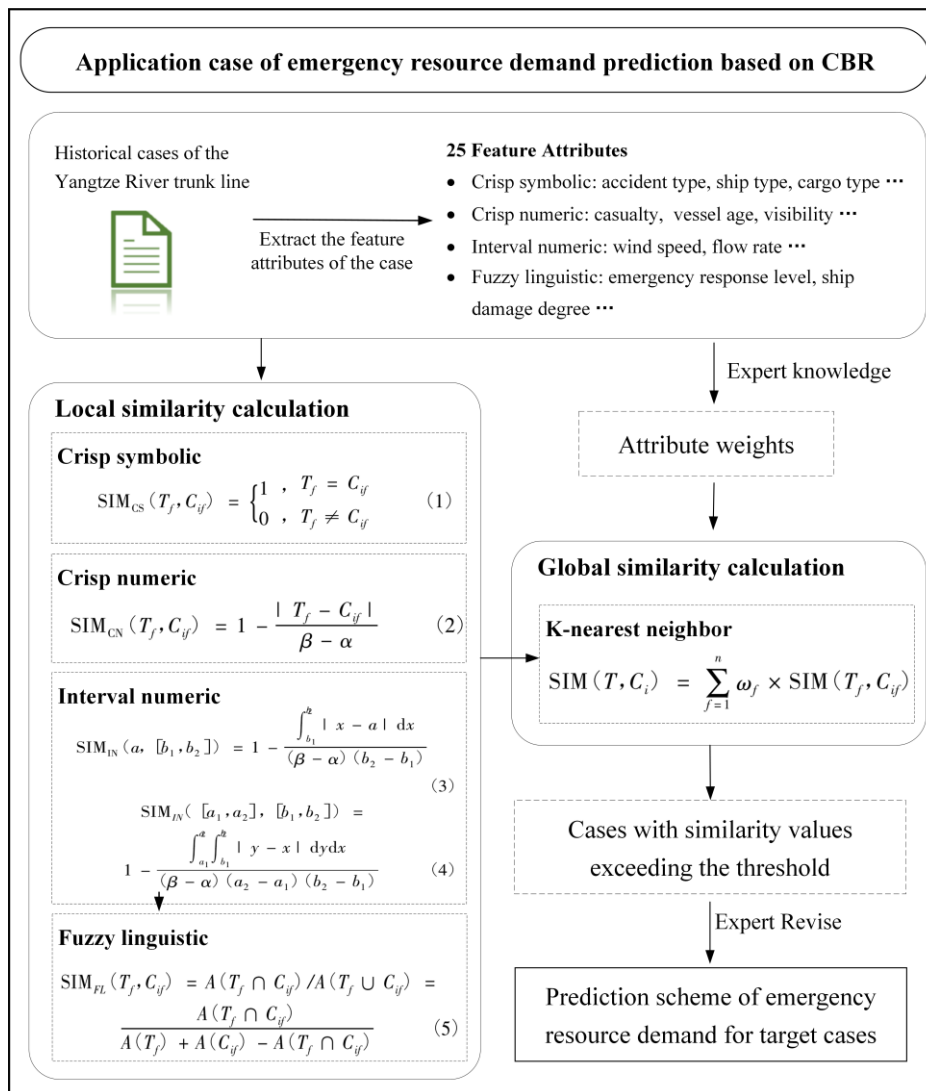 Application case of emergency resource demand prediction based on CBR
Historical cases of the
Yangtze River trunk line
Extract the feature
attributes of the case
25 Feature Attributes
• Crisp symbolic: accident type, ship type, cargo type ···
• Crisp numeric: casualty, vessel age, visibility ···
• Interval numeric: wind speed, flow rate ···
• Fuzzy linguistic: emergency response level, ship
damage degree ···
Expert knowledge
Attribute weights
Local similarity calculation
Crisp symbolic
SIM_CS(T_f, C_if) = {1 , T_f = C_if
0 , T_f ≠ C_if (1)
Crisp numeric
SIM_CN(T_f, C_if) = 1 − | T_f − C_if | / (β − α) (2)
Interval numeric
SIM_IN(a, [b_1, b_2]) = 1 − ∫_{b_1}^{b_2} | x − a | dx / (β − α)(b_2 − b_1)
(3)
SIM_IN([a_1, a_2], [b_1, b_2]) =
1 − ∫_{a_1}^{a_2} ∫_{b_1}^{b_2} | y − x | dydx / (β − α)(a_2 − a_1)(b_2 − b_1) (4)
Fuzzy linguistic
SIM_FL(T_f, C_if) = A(T_f ∩ C_if)/A(T_f ∪ C_if) =
A(T_f ∩ C_if) / A(T_f) + A(C_if) − A(T_f ∩ C_if) (5)
Global similarity calculation
K-nearest neighbor
SIM(T, C_i) = ∑_{f=1}^{n} ω_f × SIM(T_f, C_if)
Cases with similarity values
exceeding the threshold
Expert Revise
Prediction scheme of emergency
resource demand for target cases